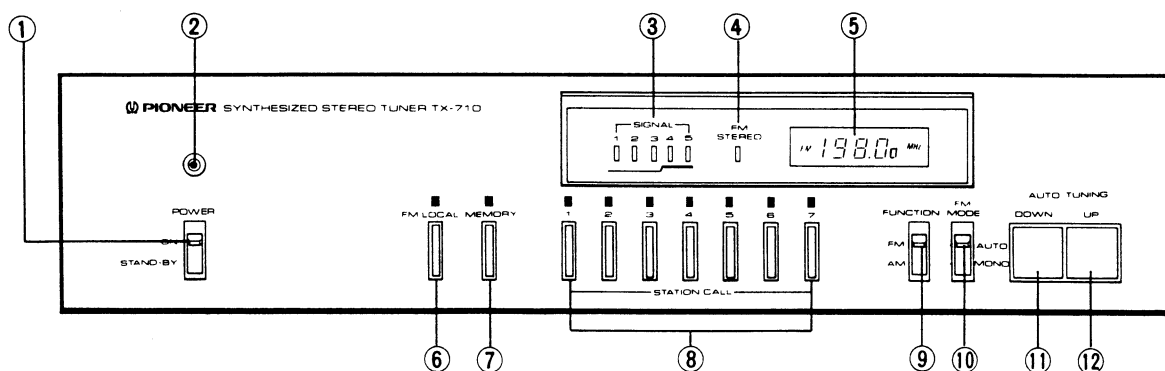 ① ② ③ ④ ⑤
PIONEER SYNTHESIZED STEREO TUNER TX-710
SIGNAL
1 2 3 4 5
FM
STEREO
FM 198.0 MHz
POWER
STAND-BY
FM LOCAL MEMORY
1 2 3 4 5 6 7
STATION CALL
FUNCTION
FM
AM
FM
MODE
AUTO
MONO
AUTO TUNING
DOWN UP
⑥ ⑦ ⑧ ⑨ ⑩ ⑪ ⑫